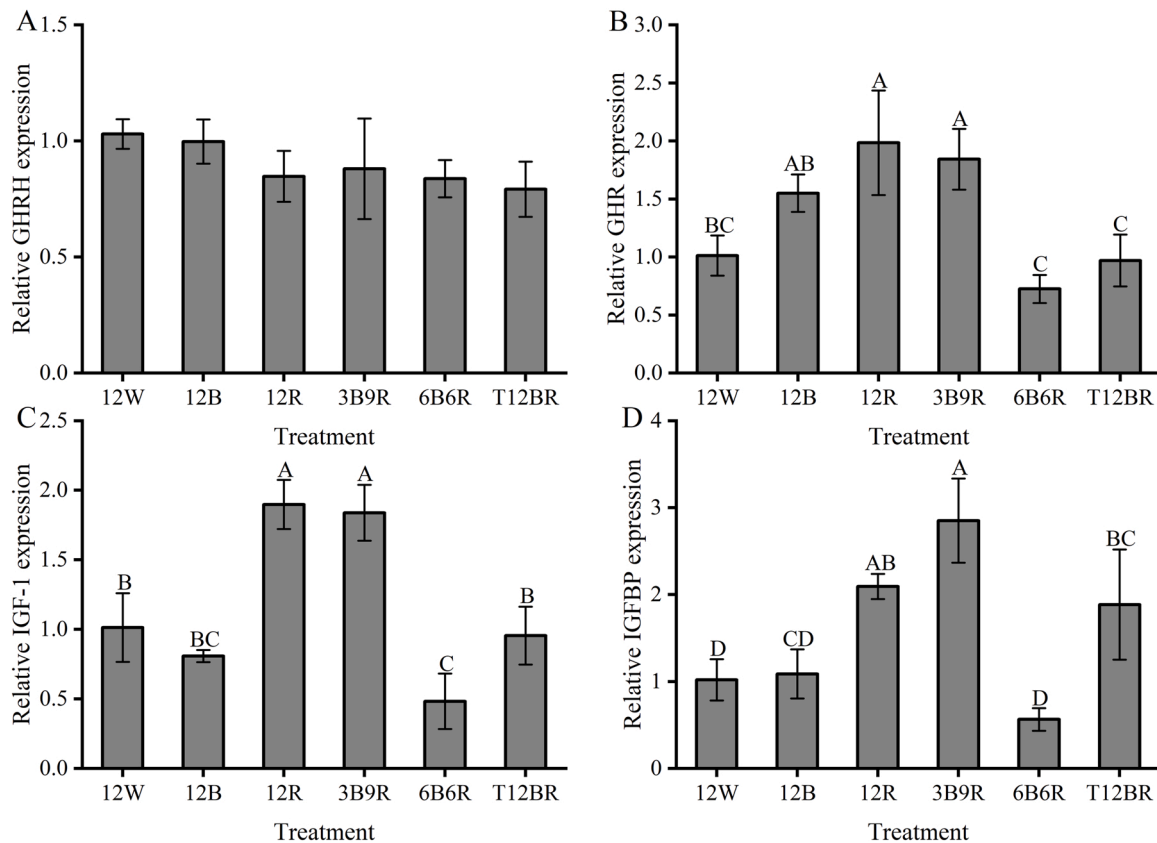 A
Relative GHRH expression
1.5
1.0
0.5
0.0
12W 12B 12R 3B9R 6B6R T12BR
Treatment
B
Relative GHR expression
3.0
2.5
2.0
1.5
1.0
0.5
0.0
BC AB A A C C
12W 12B 12R 3B9R 6B6R T12BR
Treatment
C
Relative IGF-1 expression
2.5
2.0
1.5
1.0
0.5
0.0
B BC A A C B
12W 12B 12R 3B9R 6B6R T12BR
Treatment
D
Relative IGFBP expression
4
3
2
1
0
D CD AB A D BC
12W 12B 12R 3B9R 6B6R T12BR
Treatment